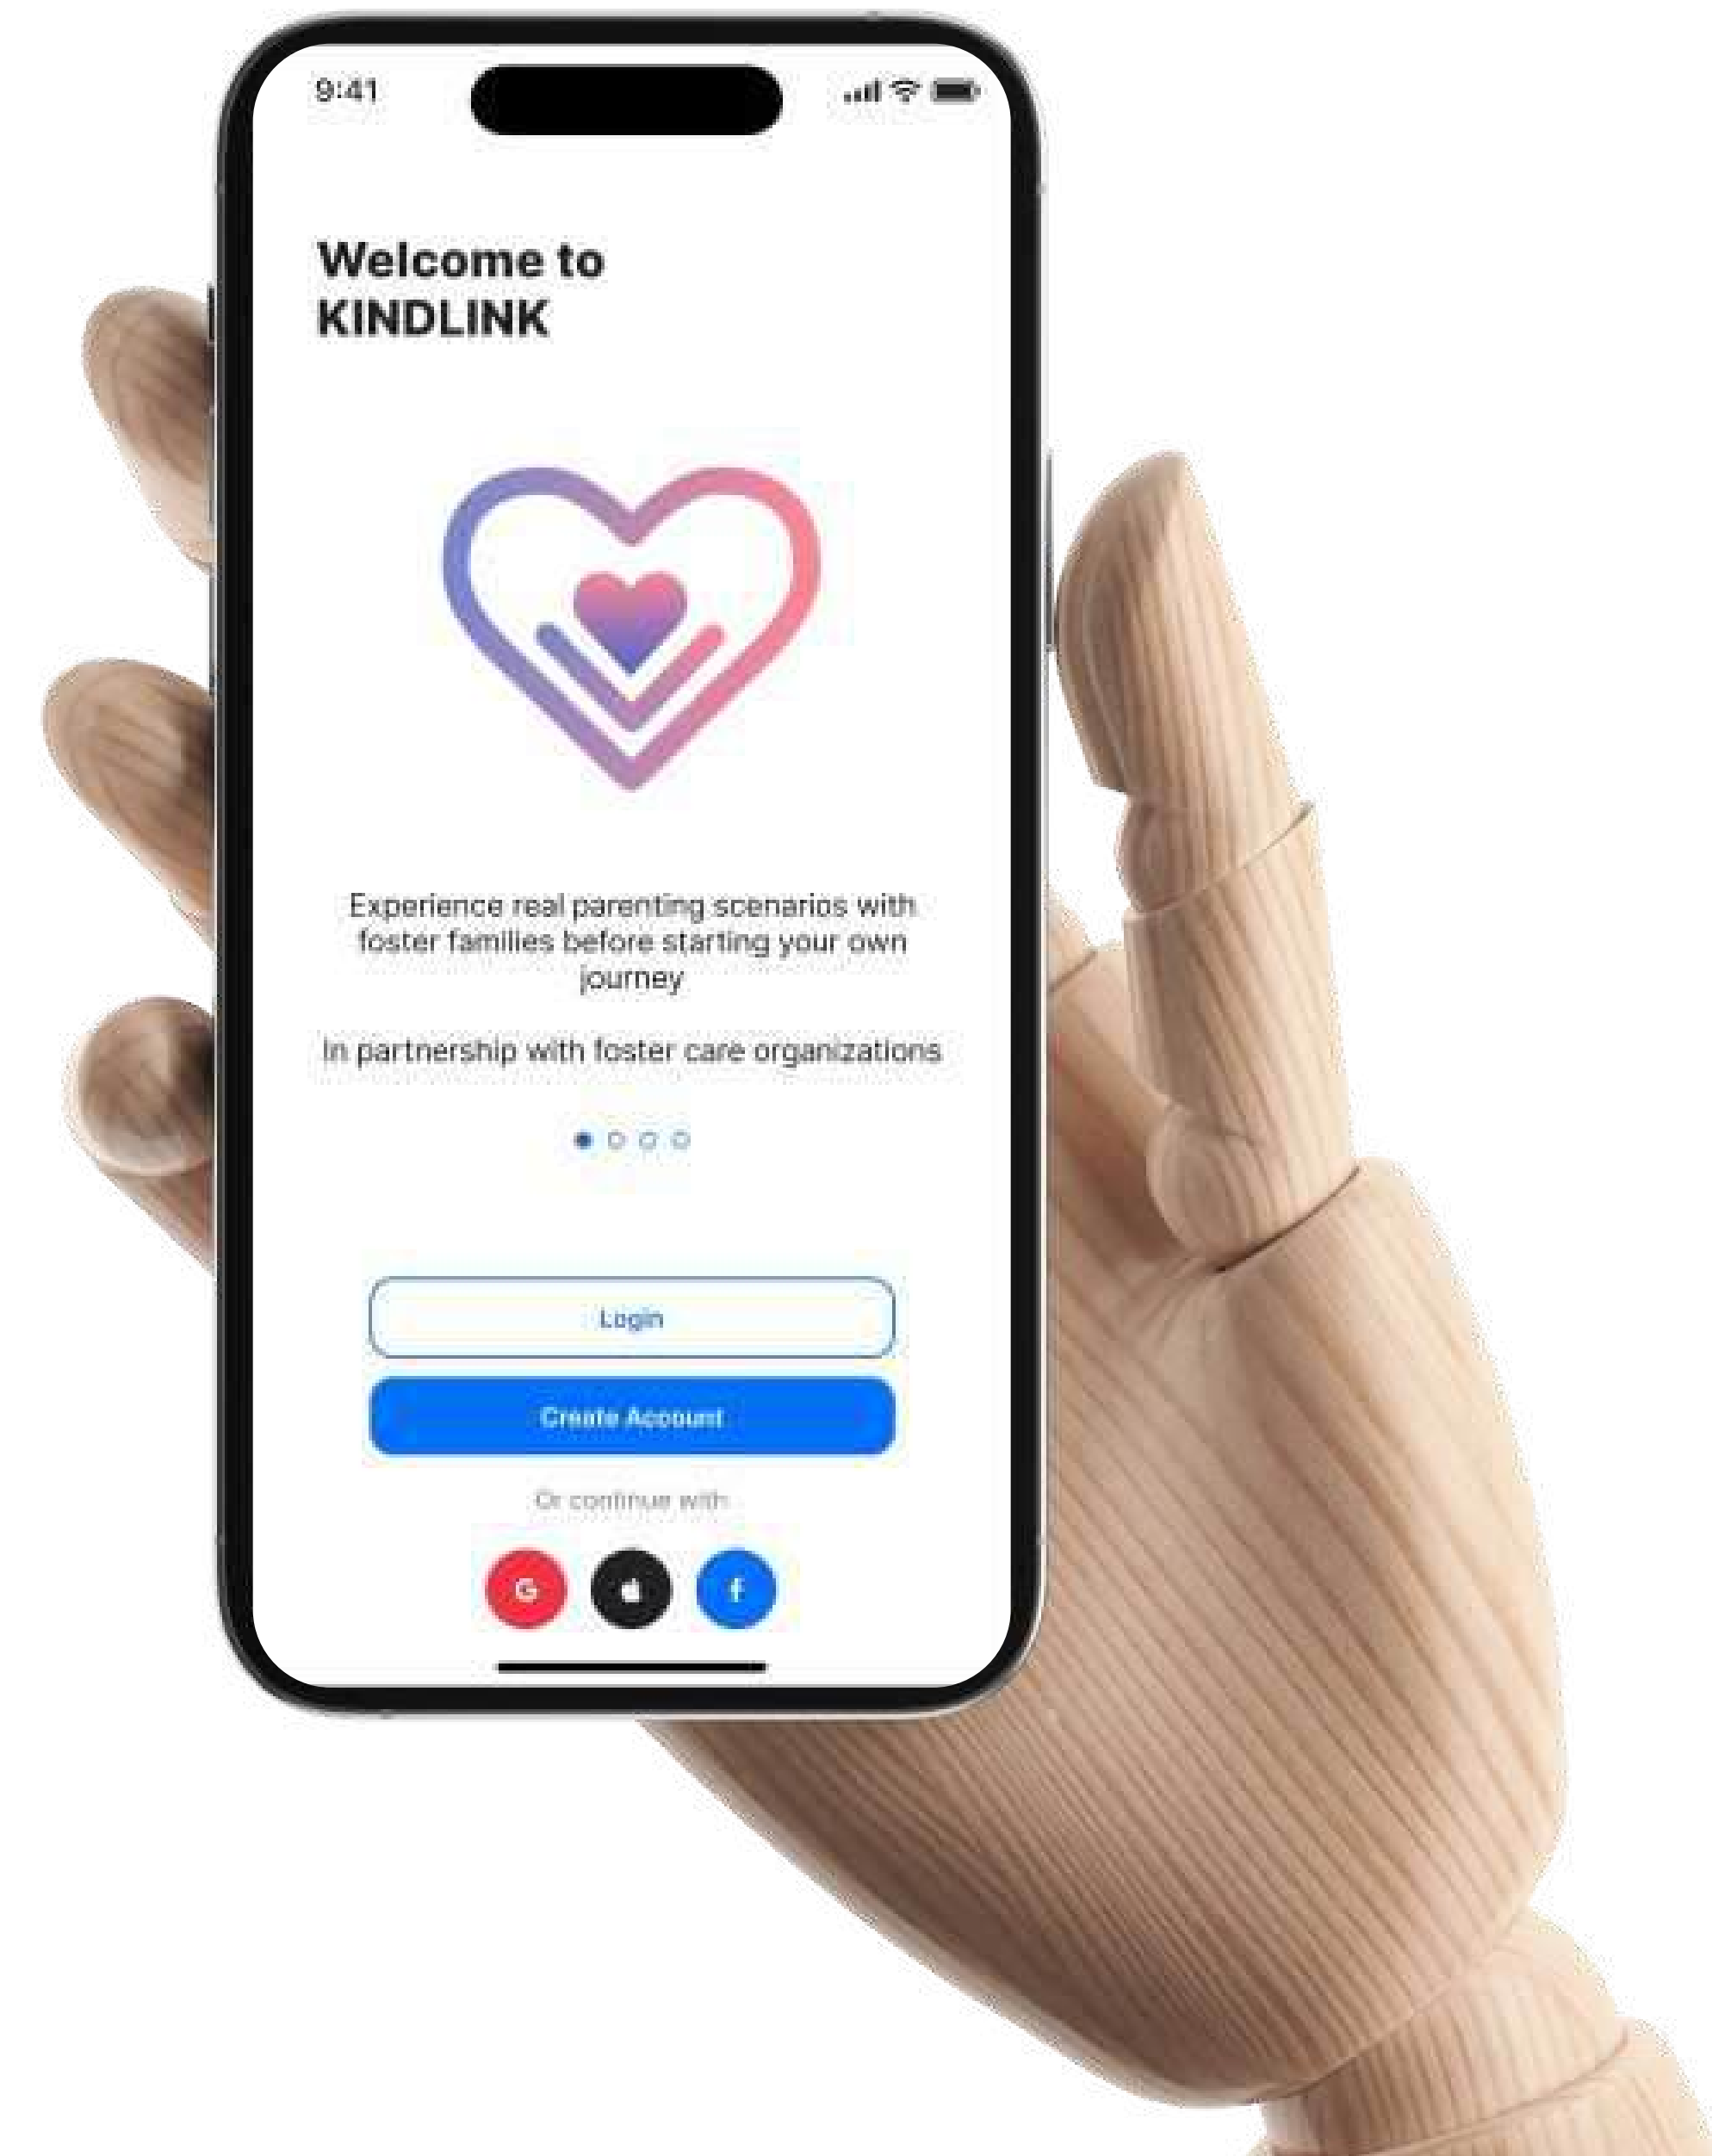 9:41
Welcome to
KINDLINK
Experience real parenting scenarios with
foster families before starting your own
journey
In partnership with foster care organizations
Login
Create Account
Or continue with
G
f